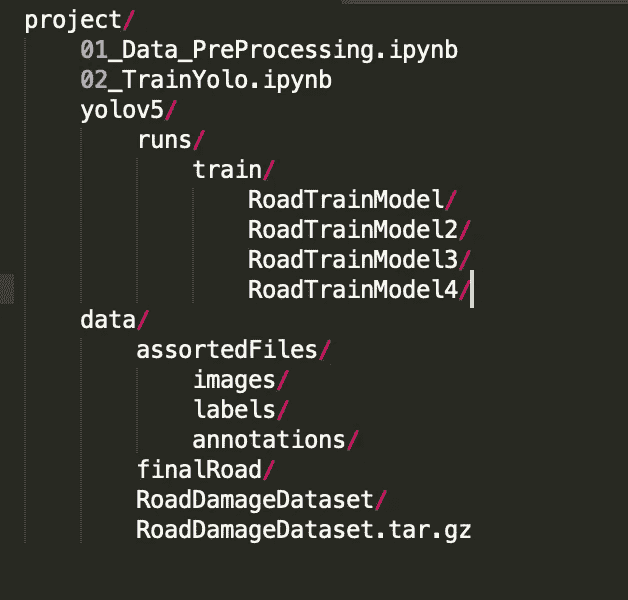 project/
01_Data_PreProcessing.ipynb
02_TrainYolo.ipynb
yolov5/
runs/
train/
RoadTrainModel/
RoadTrainModel2/
RoadTrainModel3/
RoadTrainModel4/
data/
assortedFiles/
images/
labels/
annotations/
finalRoad/
RoadDamageDataset/
RoadDamageDataset.tar.gz